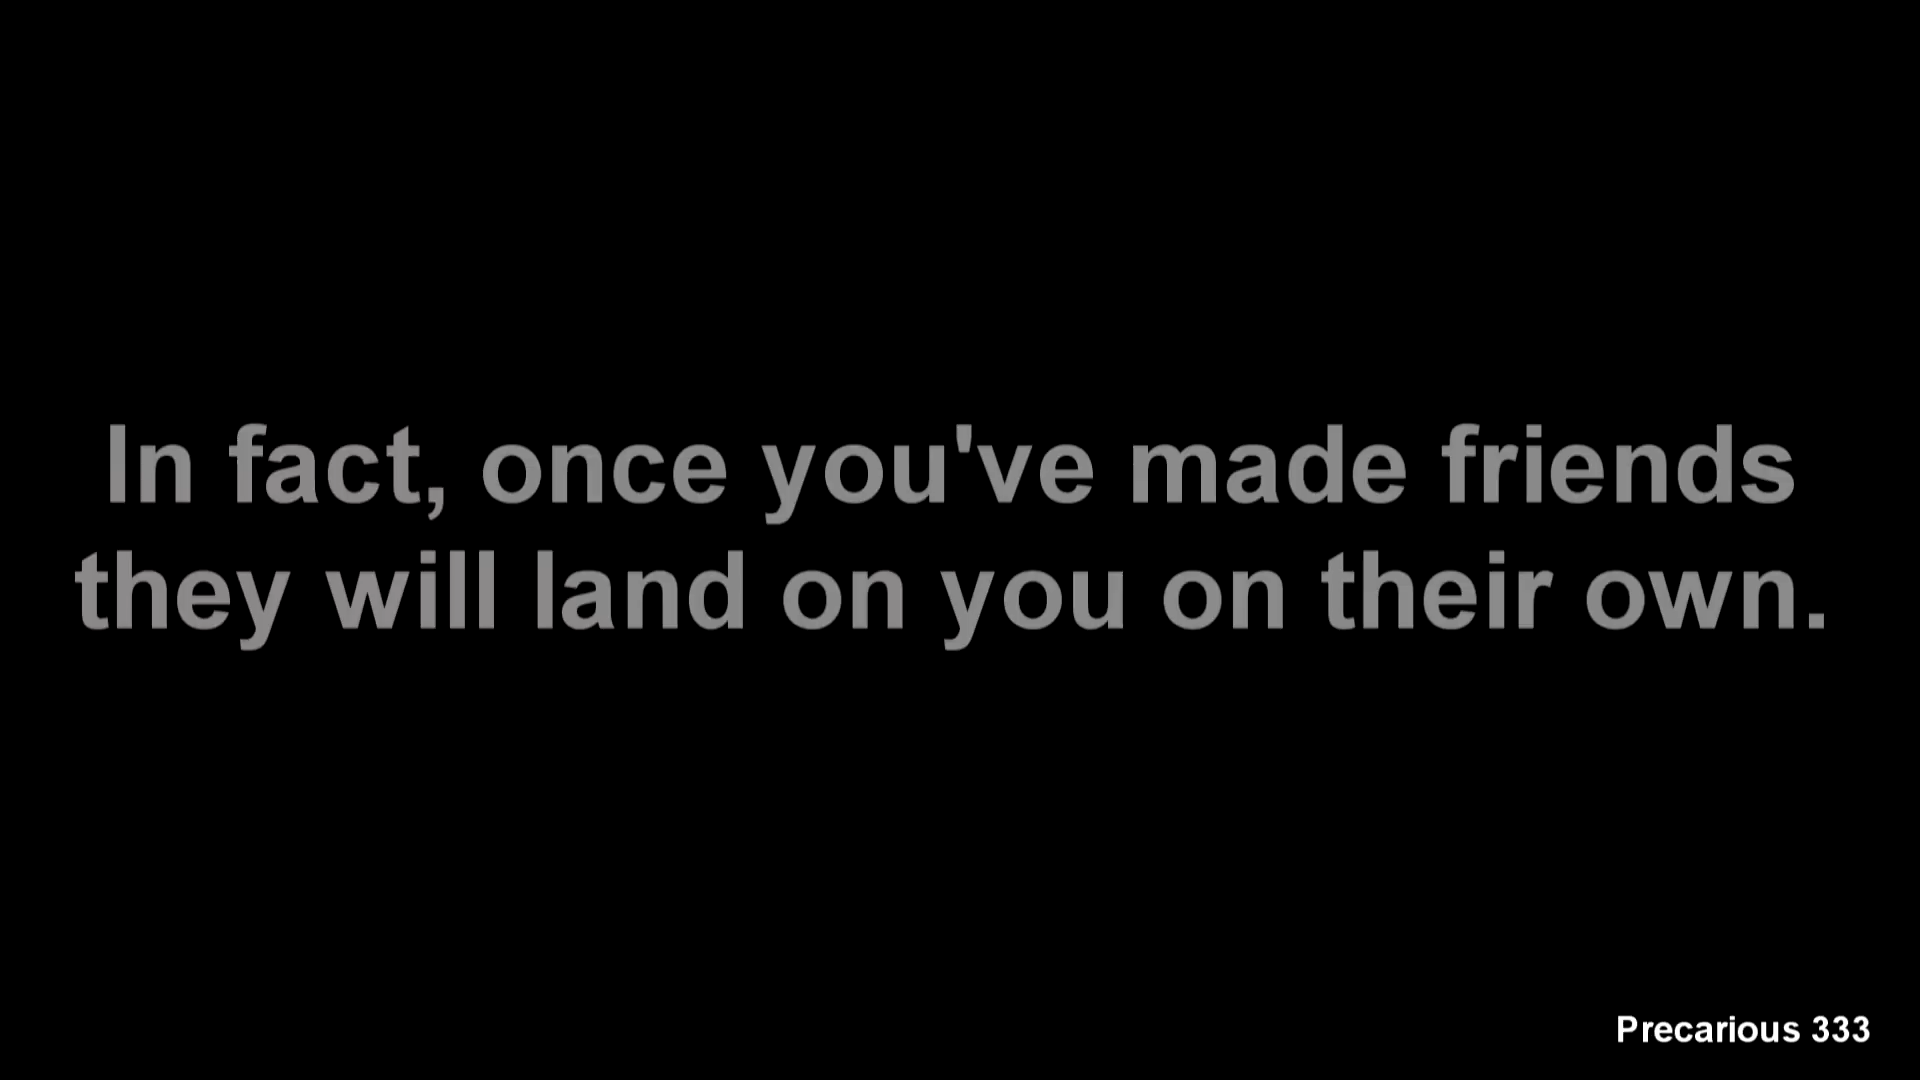 In fact, once you've made friends
they will land on you on their own.
Precarious 333